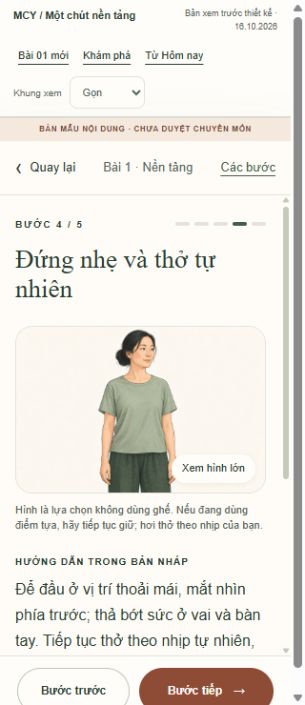 MCY / Một chút nền tảng
Bản xem trước thiết kế ·
16.10.2026
Bài 01 mới
Khám phá
Từ Hôm nay
Khung xem
Gọn
BẢN MẪU NỘI DUNG · CHƯA DUYỆT CHUYÊN MÔN
‹ Quay lại
Bài 1 · Nền tảng
Các bước
BƯỚC 4 / 5
Đứng nhẹ và thở tự
nhiên
Xem hình lớn
Hình là lựa chọn không dùng ghế. Nếu đang dùng
điểm tựa, hãy tiếp tục giữ; hơi thở theo nhịp của bạn.
HƯỚNG DẪN TRONG BẢN NHÁP
Để đầu ở vị trí thoải mái, mắt nhìn
phía trước; thả bớt sức ở vai và bàn
tay. Tiếp tục thở theo nhịp tự nhiên,
Bước trước
Bước tiếp →